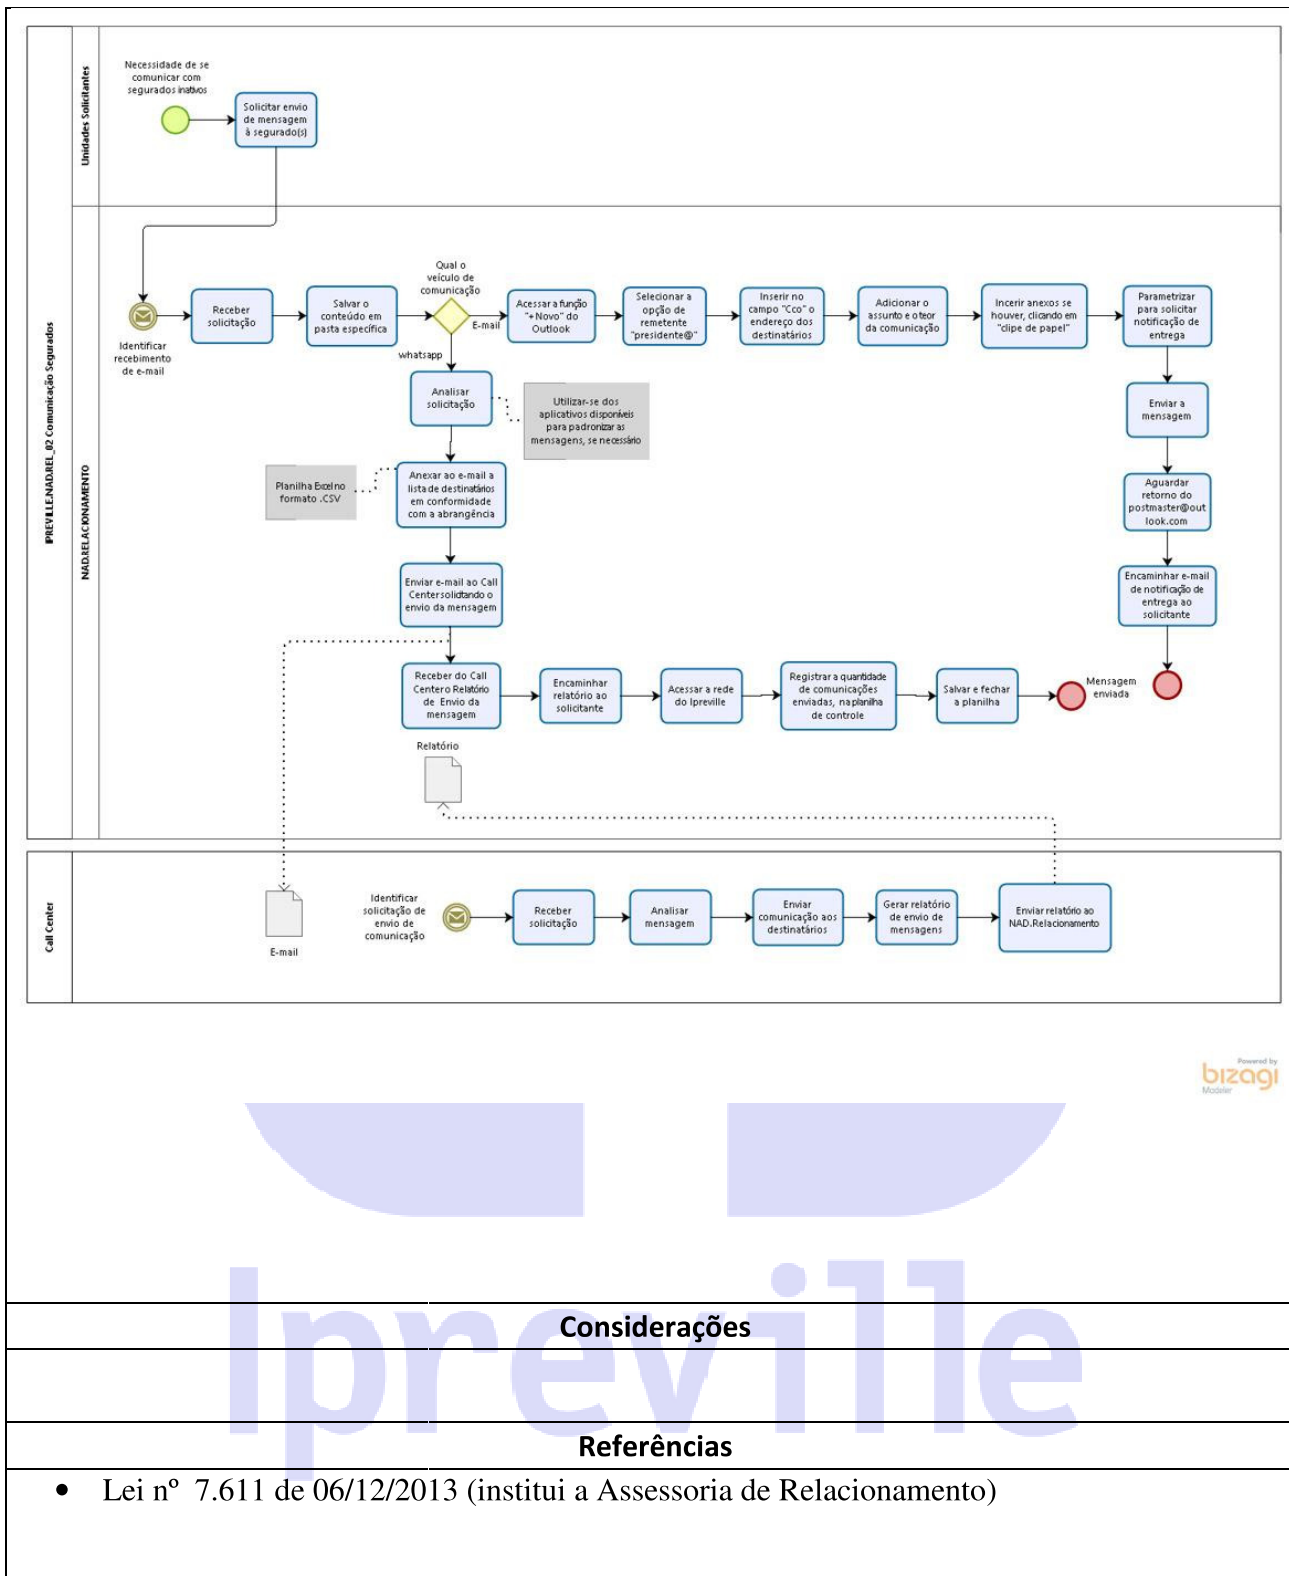 IPREVILLE.NAD.REL_02 Comunicação Segurados
Unidades Solicitantes
Necessidade de se
comunicar com
segurados inativos
Solicitar envio
de mensagem
à segurado(s)
NAD.RELACIONAMENTO
Identificar
recebimento
de e-mail
Receber
solicitação
Salvar o
conteúdo em
pasta específica
Qual o
veículo de
comunicação
E-mail
whatsapp
Acessar a função
"+Novo" do
Outlook
Selecionar a
opção de
remetente
"presidente@"
Inserir no
campo "Cco" o
endereço dos
destinatários
Adicionar o
assunto e o teor
da comunicação
Incerir anexos se
houver, clicando em
"clipe de papel"
Parametrizar
para solicitar
notificação de
entrega
Enviar a
mensagem
Aguardar
retorno do
postmaster@out
look.com
Encaminhar e-mail
de notificação de
entrega ao
solicitante
Analisar
solicitação
Utilizar-se dos
aplicativos disponíveis
para padronizar as
mensagens, se necessário
Planilha Excel no
formato .CSV
Anexar ao e-mail a
lista de destinatários
em conformidade
com a abrangência
Enviar e-mail ao Call
Center solicitando o
envio da mensagem
Receber do Call
Center o Relatório
de Envio da
mensagem
Encaminhar
relatório ao
solicitante
Acessar a rede
do Ipreville
Registrar a quantidade
de comunicações
enviadas, na planilha
de controle
Salvar e fechar
a planilha
Mensagem
enviada
Relatório
Call Center
E-mail
Identificar
solicitação de
envio de
comunicação
Receber
solicitação
Analisar
mensagem
Enviar
comunicação aos
destinatários
Gerar relatório
de envio de
mensagens
Enviar relatório ao
NAD.Relacionamento
Powered by
bizagi
Modeler
Ipreville
Considerações
Referências
• Lei nº 7.611 de 06/12/2013 (institui a Assessoria de Relacionamento)